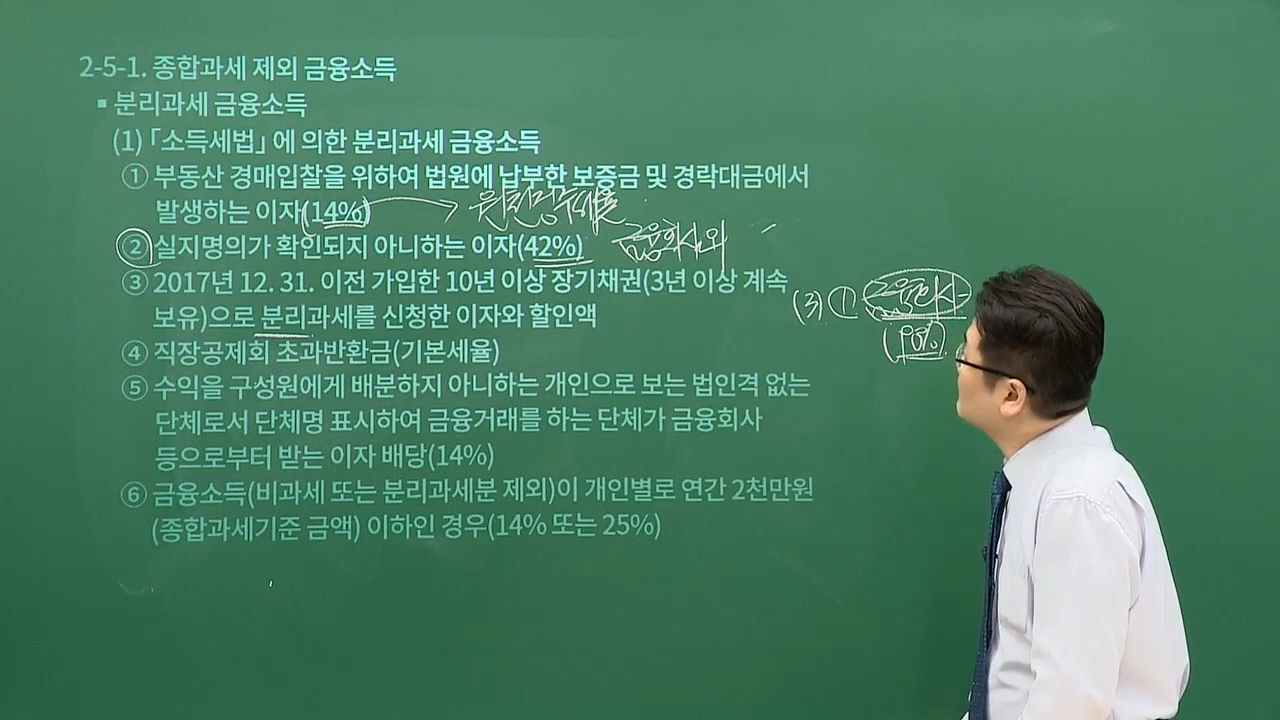 2-5-1. 종합과세 제외 금융소득
▪ 분리과세 금융소득
(1) 「소득세법」에 의한 분리과세 금융소득
① 부동산 경매입찰을 위하여 법원에 납부한 보증금 및 경락대금에서
발생하는 이자(14%)
② 실지명의가 확인되지 아니하는 이자(42%) 금융회사외
③ 2017년 12. 31. 이전 가입한 10년 이상 장기채권(3년 이상 계속
보유)으로 분리과세를 신청한 이자와 할인액
(3) ① 금융회사
(90%)
④ 직장공제회 초과반환금(기본세율)
⑤ 수익을 구성원에게 배분하지 아니하는 개인으로 보는 법인격 없는
단체로서 단체명 표시하여 금융거래를 하는 단체가 금융회사
등으로부터 받는 이자 배당(14%)
⑥ 금융소득(비과세 또는 분리과세분 제외)이 개인별로 연간 2천만원
(종합과세기준 금액) 이하인 경우(14% 또는 25%)